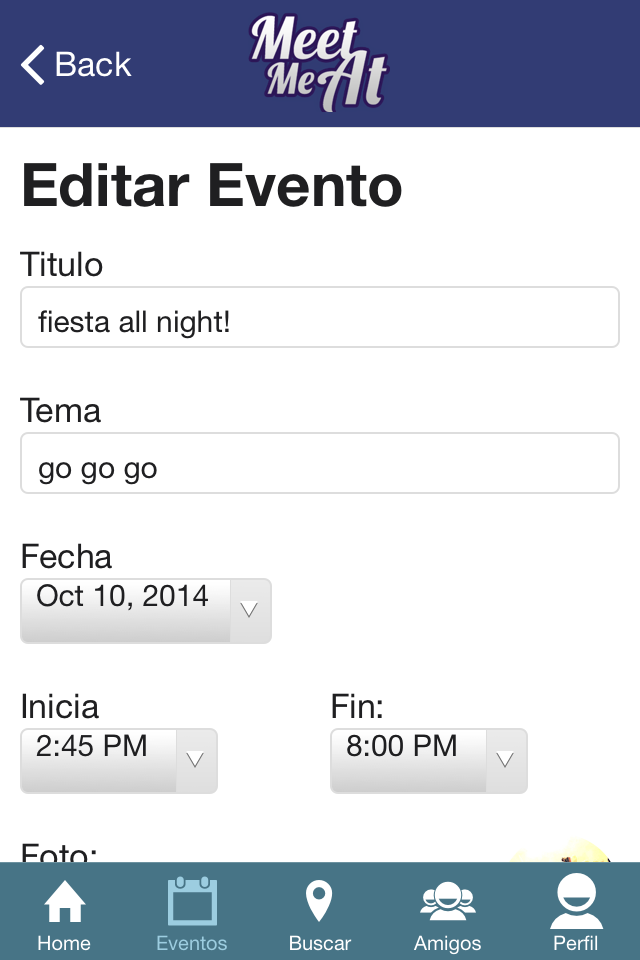 Back
Meet
Me At
Editar Evento
Titulo
fiesta all night!
Tema
go go go
Fecha
Oct 10, 2014
Inicia
Fin:
2:45 PM
8:00 PM
Foto:
Home
Eventos
Buscar
Amigos
Perfil